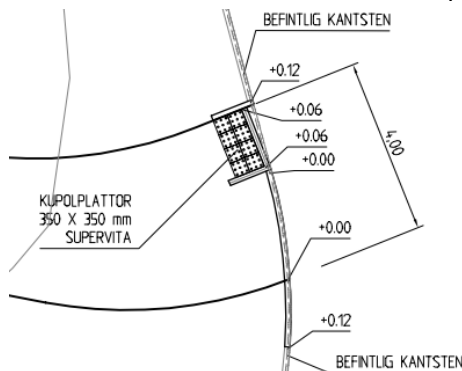 BEFINTLIG KANTSTEN
+0.12
+0.06
+0.06
+0.00
4.00
KUPOLPLATTOR
350 X 350 mm
SUPERVITA
+0.00
+0.12
BEFINTLIG KANTSTEN